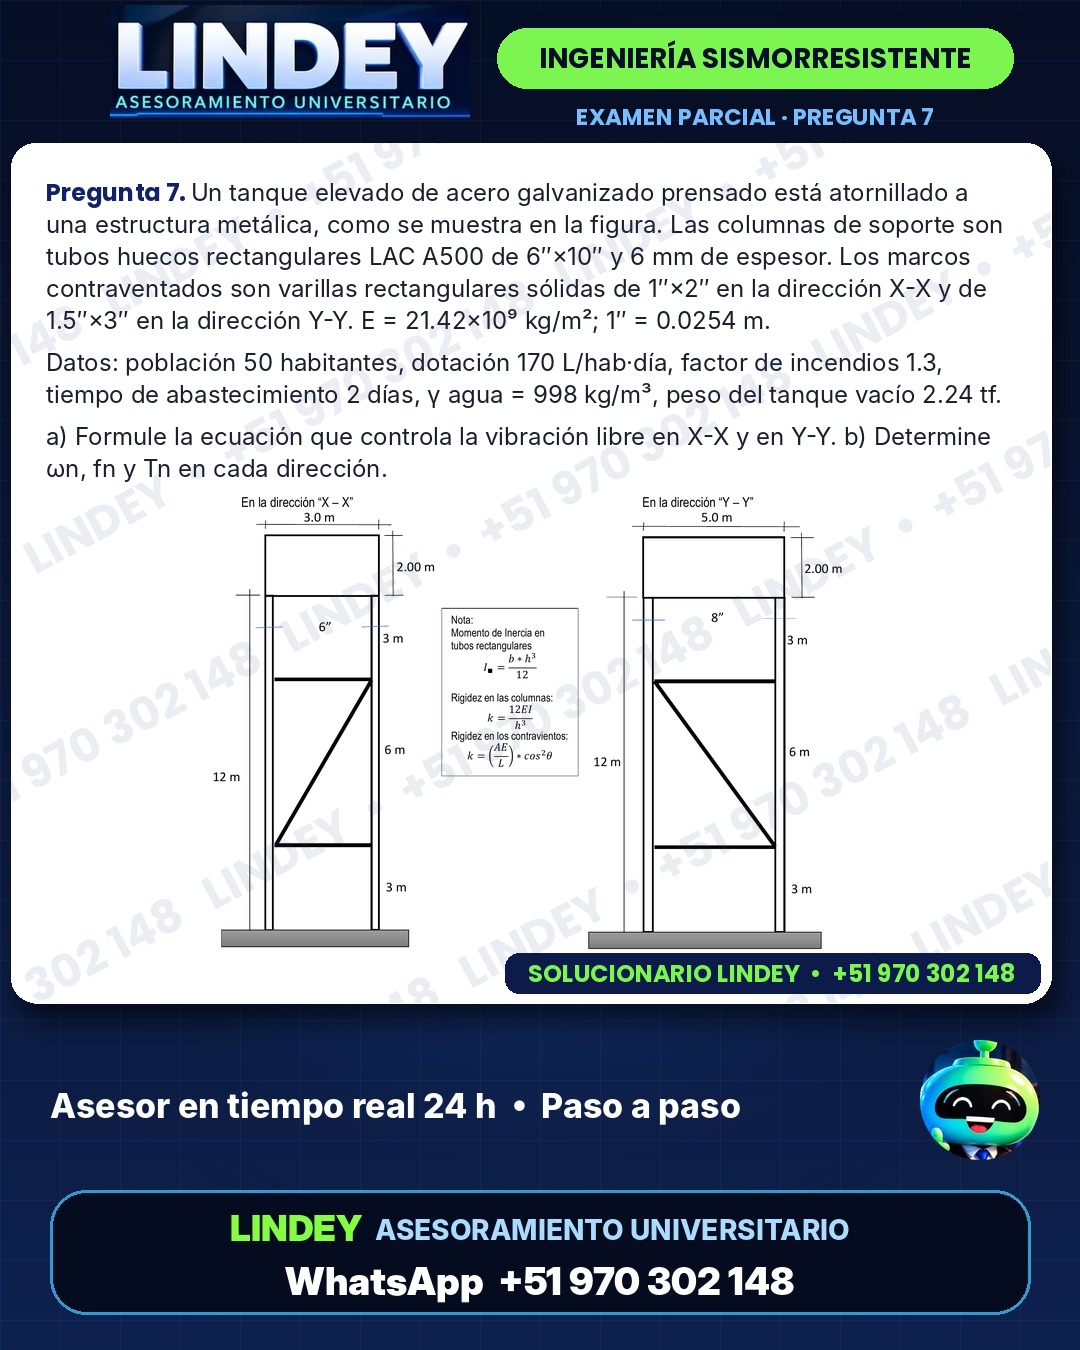 LINDEY
ASESORAMIENTO UNIVERSITARIO
INGENIERÍA SISMORRESISTENTE
EXAMEN PARCIAL · PREGUNTA 7
Pregunta 7. Un tanque elevado de acero galvanizado prensado está atornillado a
una estructura metálica, como se muestra en la figura. Las columnas de soporte son
tubos huecos rectangulares LAC A500 de 6″×10″ y 6 mm de espesor. Los marcos
contraventados son varillas rectangulares sólidas de 1″×2″ en la dirección X-X y de
1.5″×3″ en la dirección Y-Y. E = 21.42×10⁹ kg/m²; 1″ = 0.0254 m.
Datos: población 50 habitantes, dotación 170 L/hab·día, factor de incendios 1.3,
tiempo de abastecimiento 2 días, γ agua = 998 kg/m³, peso del tanque vacío 2.24 tf.
a) Formule la ecuación que controla la vibración libre en X-X y en Y-Y. b) Determine
ωn, fn y Tn en cada dirección.
En la dirección “X – X”
3.0 m
2.00 m
6”
3 m
6 m
12 m
3 m
Nota:
Momento de Inercia en
tubos rectangulares
I■ = b * h³ / 12
Rigidez en las columnas:
k = 12EI / h³
Rigidez en los contravientos:
k = (AE / L) * cos²θ
En la dirección “Y – Y”
5.0 m
2.00 m
8”
3 m
6 m
12 m
3 m
SOLUCIONARIO LINDEY • +51 970 302 148
Asesor en tiempo real 24 h • Paso a paso
LINDEY ASESORAMIENTO UNIVERSITARIO
WhatsApp +51 970 302 148